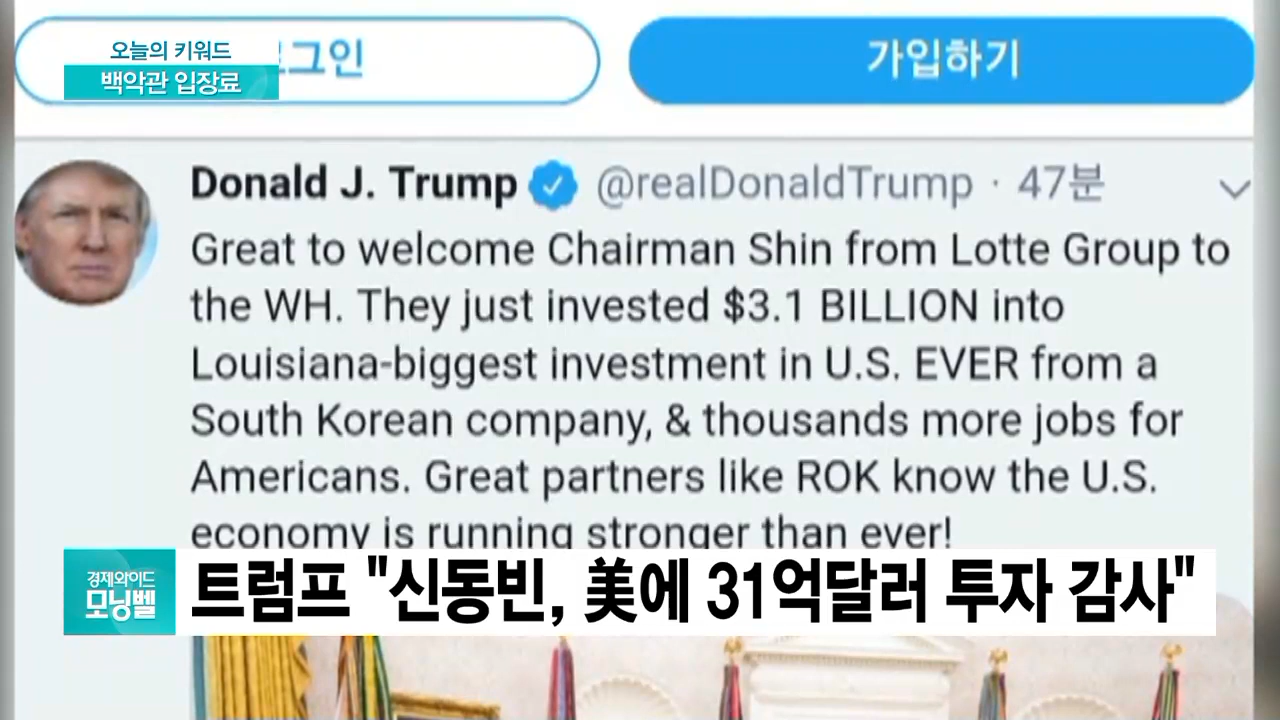 오늘의 키워드
백악관 입장료
그인
가입하기
Donald J. Trump @realDonaldTrump · 47분
Great to welcome Chairman Shin from Lotte Group to
the WH. They just invested $3.1 BILLION into
Louisiana-biggest investment in U.S. EVER from a
South Korean company, & thousands more jobs for
Americans. Great partners like ROK know the U.S.
economy is running stronger than ever!
경제와이드
모닝벨
트럼프 "신동빈, 美에 31억달러 투자 감사"